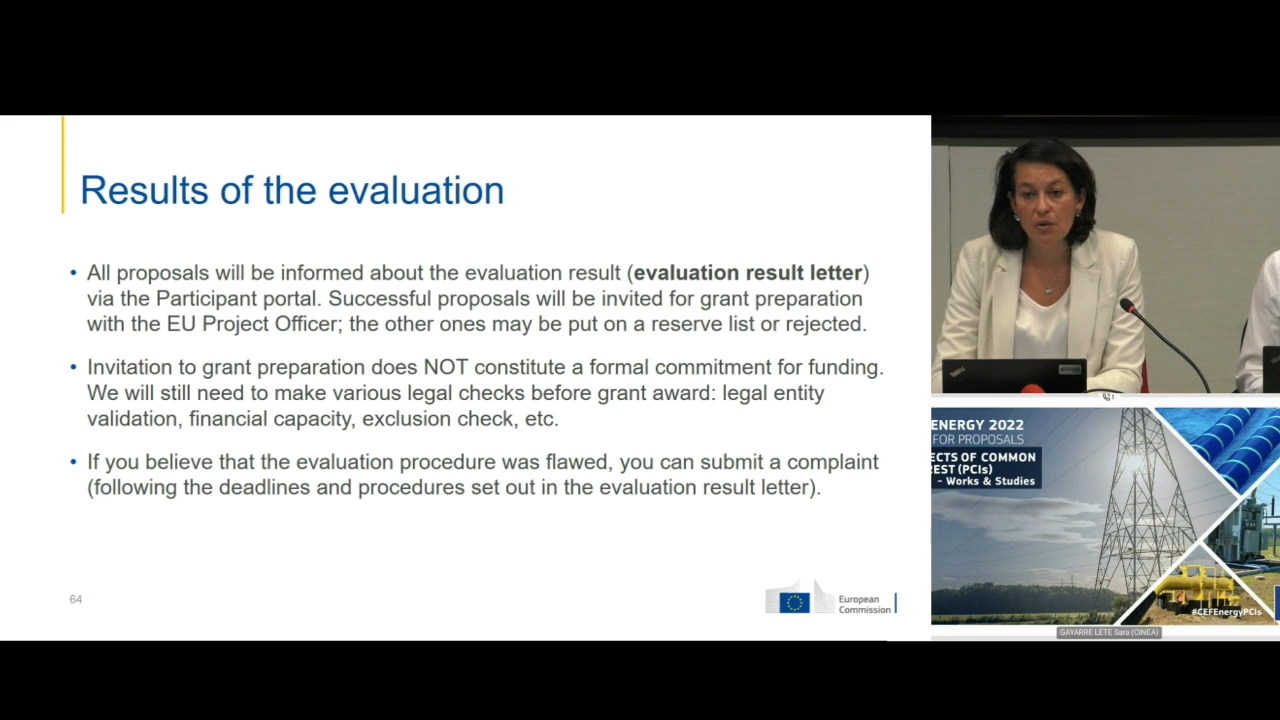 Results of the evaluation
• All proposals will be informed about the evaluation result (evaluation result letter)
via the Participant portal. Successful proposals will be invited for grant preparation
with the EU Project Officer; the other ones may be put on a reserve list or rejected.
• Invitation to grant preparation does NOT constitute a formal commitment for funding.
We will still need to make various legal checks before grant award: legal entity
validation, financial capacity, exclusion check, etc.
• If you believe that the evaluation procedure was flawed, you can submit a complaint
(following the deadlines and procedures set out in the evaluation result letter).
64
European
Commission
ENERGY 2022
FOR PROPOSALS
ECTS OF COMMON
REST (PCIs)
- Works & Studies
#CEFEnergyPCIs
GAYARRE LETE Sara (CINEA)